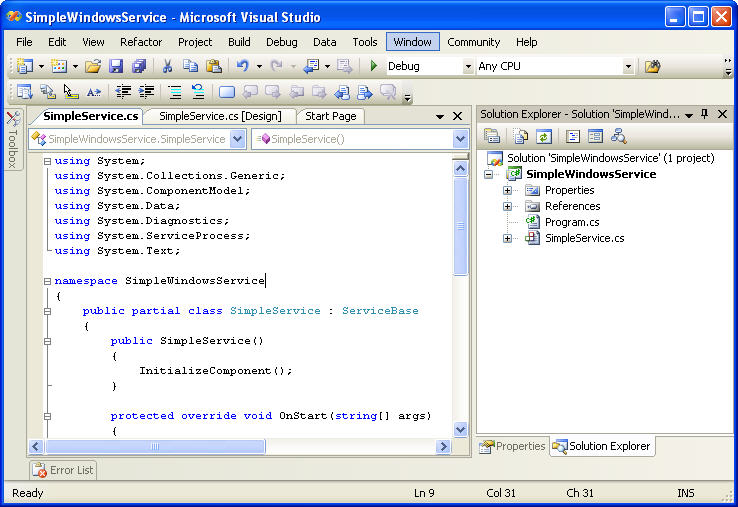 SimpleWindowsService - Microsoft Visual Studio
File Edit View Refactor Project Build Debug Data Tools Window Community Help
Debug Any CPU
SimpleService.cs SimpleService.cs [Design] Start Page
SimpleWindowsService.SimpleService SimpleService()
Toolbox
using System;
using System.Collections.Generic;
using System.ComponentModel;
using System.Data;
using System.Diagnostics;
using System.ServiceProcess;
using System.Text;
namespace SimpleWindowsService
{
public partial class SimpleService : ServiceBase
{
public SimpleService()
{
InitializeComponent();
}
protected override void OnStart(string[] args)
{
Error List
Solution Explorer - Solution 'SimpleWind...
Solution 'SimpleWindowsService' (1 project)
SimpleWindowsService
Properties
References
Program.cs
SimpleService.cs
Properties Solution Explorer
Ready Ln 9 Col 31 Ch 31 INS